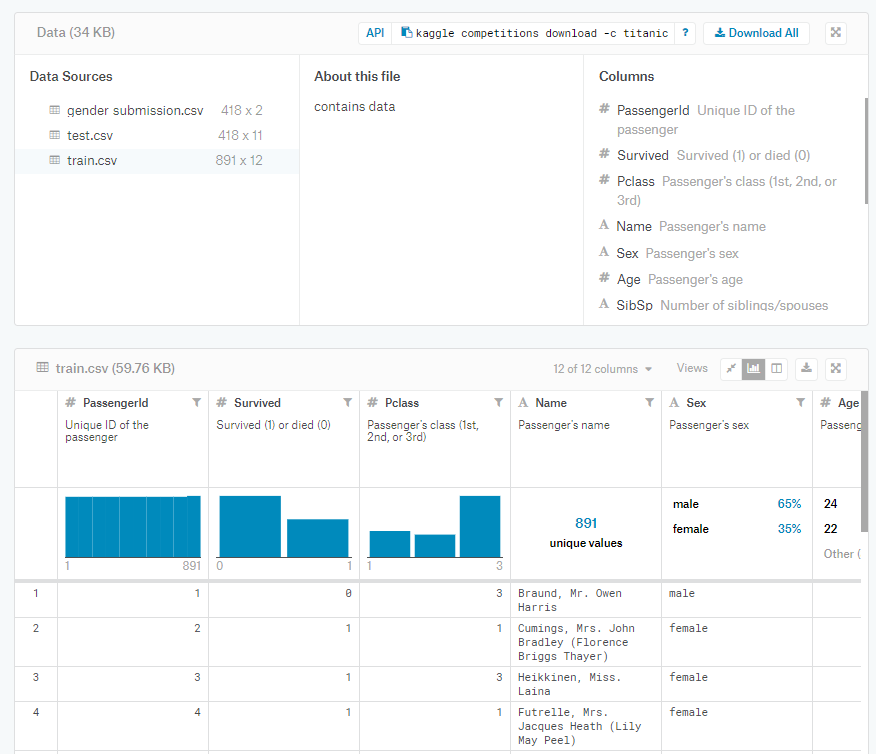 Data (34 KB)
API kaggle competitions download -c titanic ? Download All
Data Sources
gender submission.csv 418 x 2
test.csv 418 x 11
train.csv 891 x 12
About this file
contains data
Columns
# PassengerId Unique ID of the
passenger
# Survived Survived (1) or died (0)
# Pclass Passenger's class (1st, 2nd, or
3rd)
A Name Passenger's name
A Sex Passenger's sex
# Age Passenger's age
A SibSp Number of siblings/spouses
train.csv (59.76 KB)
12 of 12 columns Views
# PassengerId # Survived # Pclass A Name A Sex # Age
Unique ID of the Survived (1) or died (0) Passenger's class (1st, Passenger's name Passenger's sex Passeng
passenger 2nd, or 3rd)
male 65% 24
891 female 35% 22
unique values Other (
1 891 0 1 1 3
1 1 0 3 Braund, Mr. Owen male
Harris
2 2 1 1 Cumings, Mrs. John female
Bradley (Florence
Briggs Thayer)
3 3 1 3 Heikkinen, Miss. female
Laina
4 4 1 1 Futrelle, Mrs. female
Jacques Heath (Lily
May Peel)